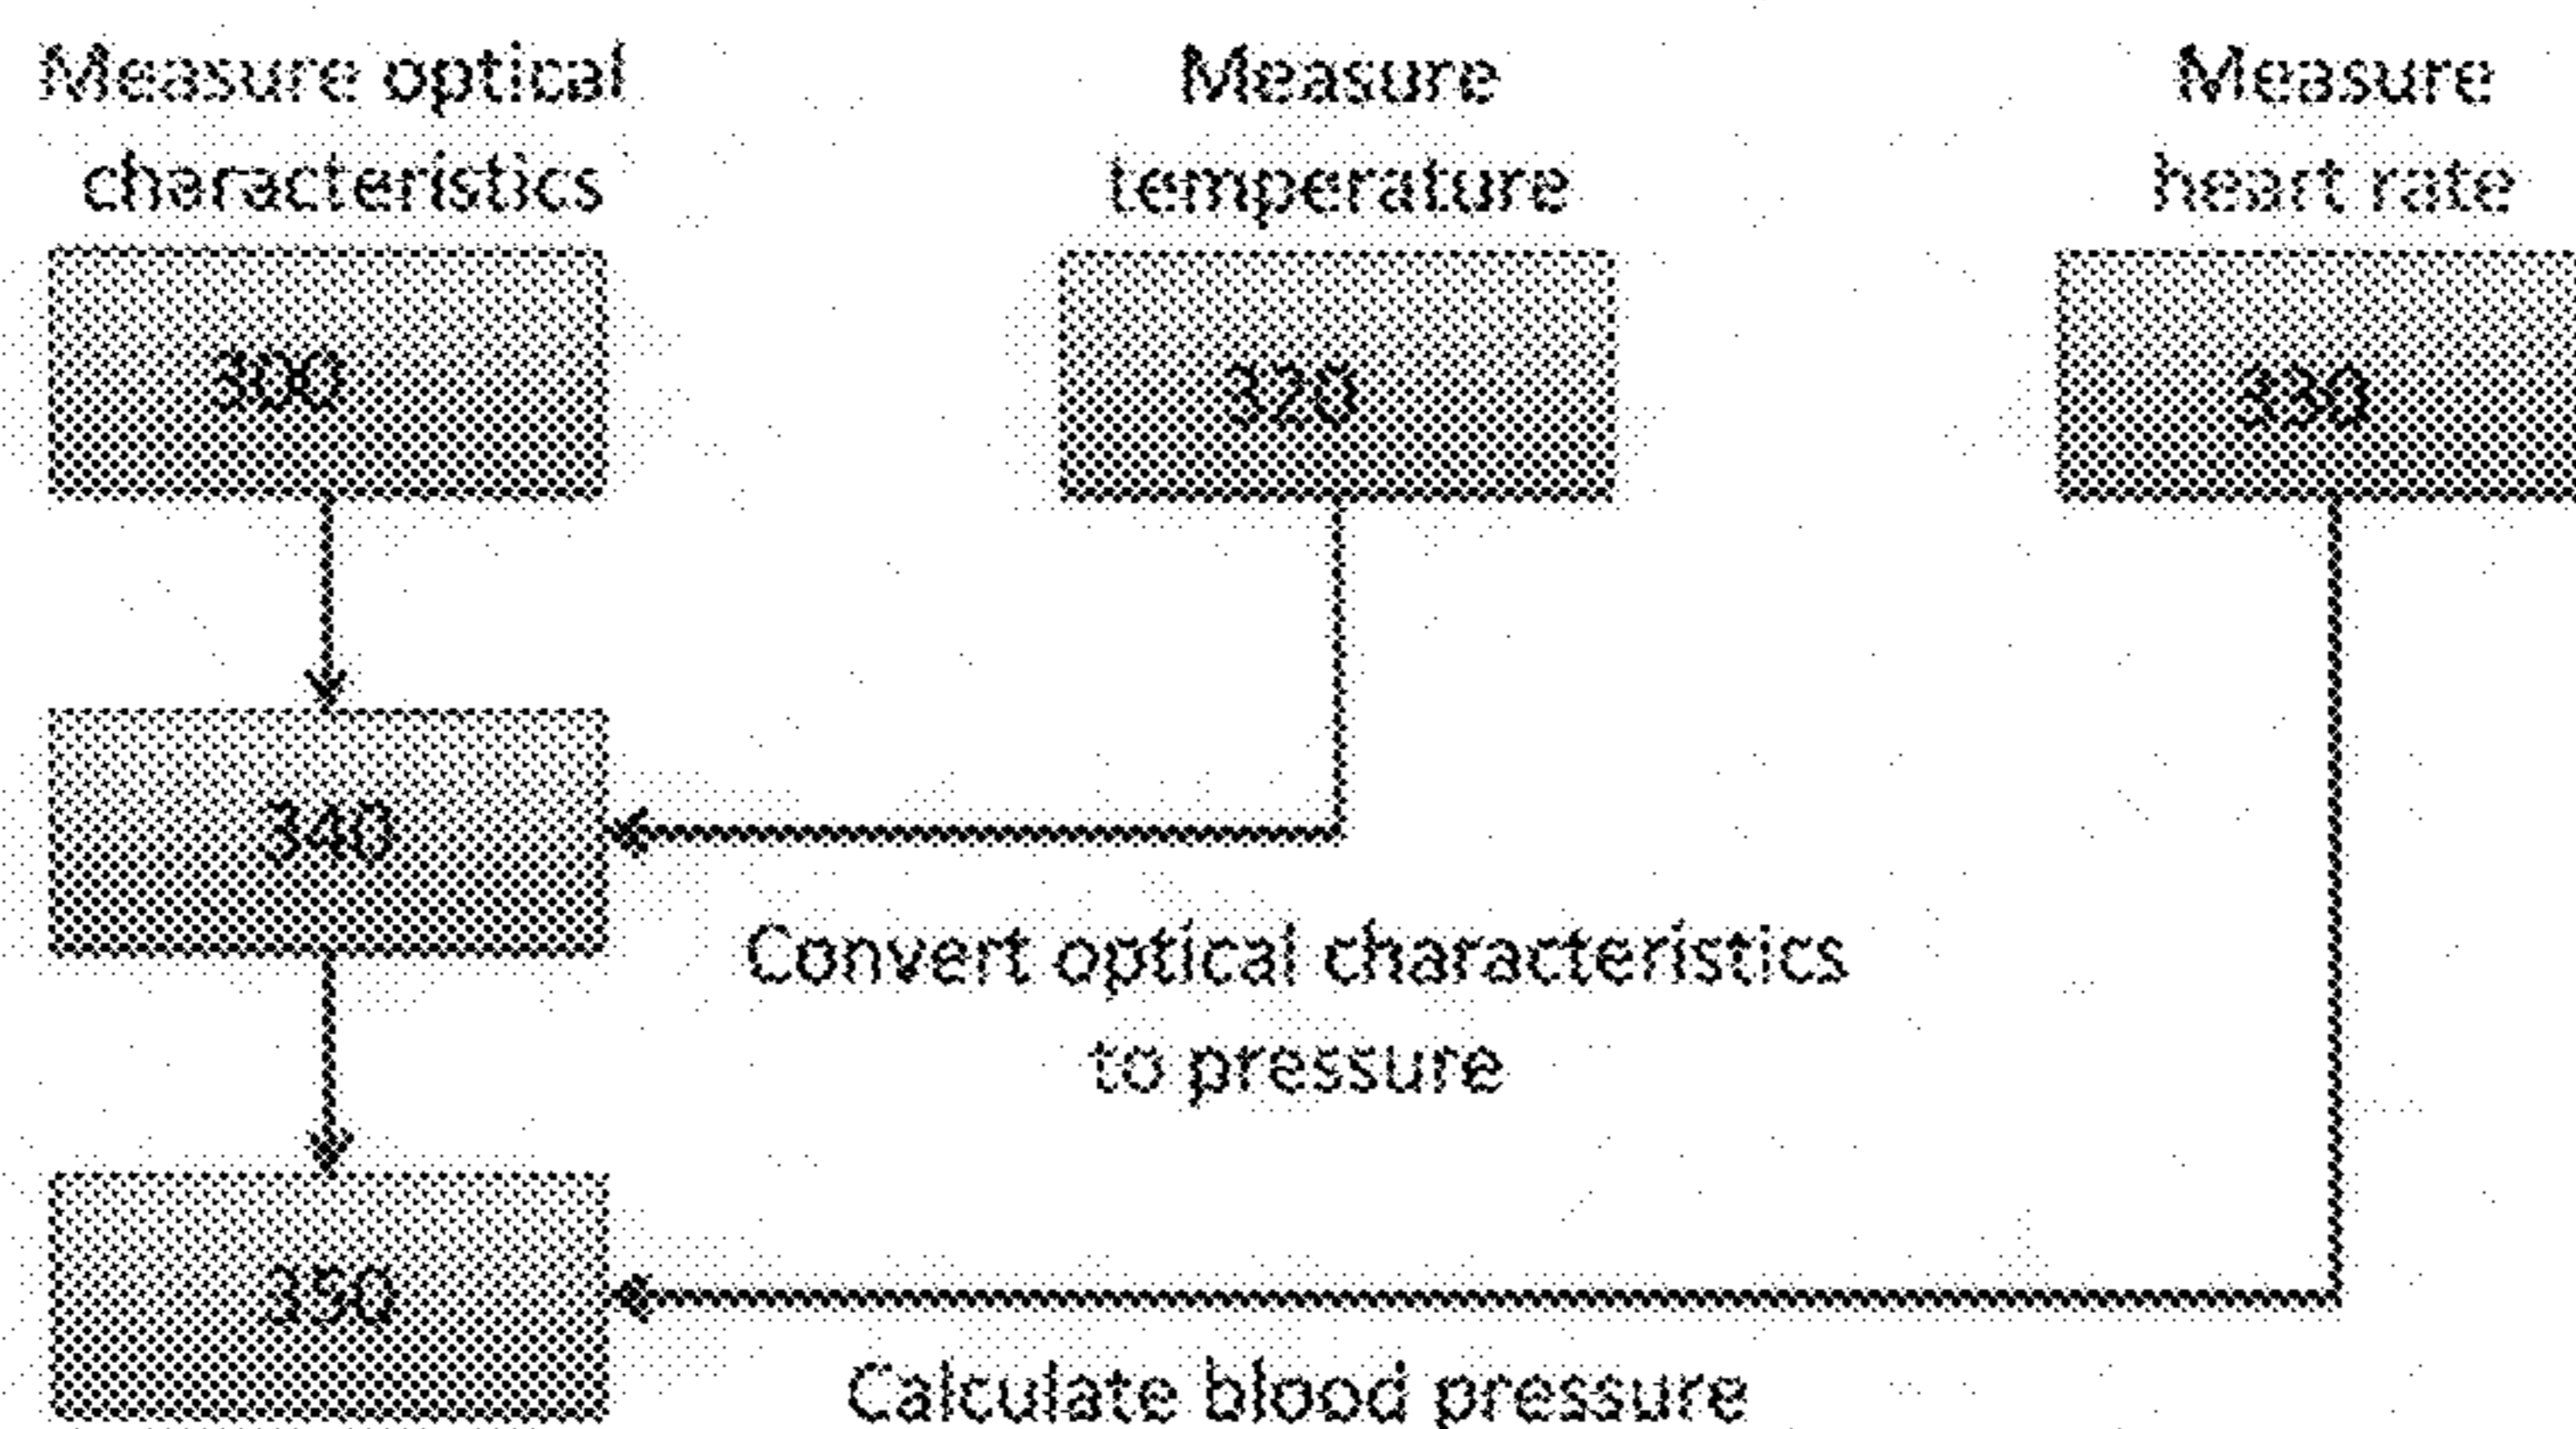 Measure optical
characteristics
Measure
temperature
Measure
heart rate
300
320
330
340
Convert optical characteristics
to pressure
350
Calculate blood pressure